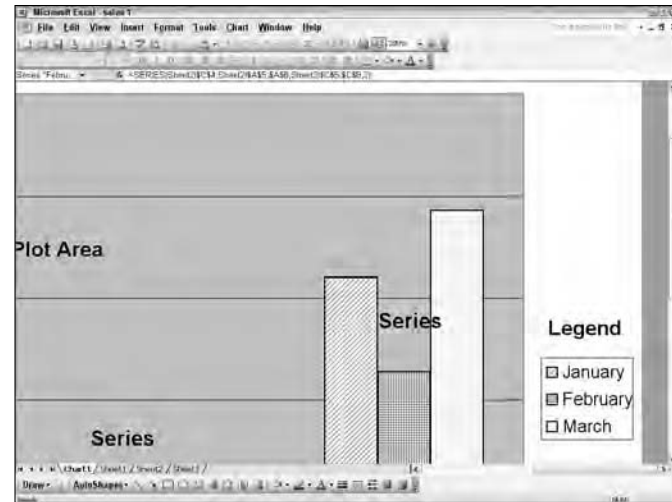 Microsoft Excel - sales 1
File Edit View Insert Format Tools Chart Window Help
200%
Plot Area
Series
Legend
January
February
March
Series
Chart1 / Sheet1 / Sheet2 / Sheet3 /
Draw AutoShapes